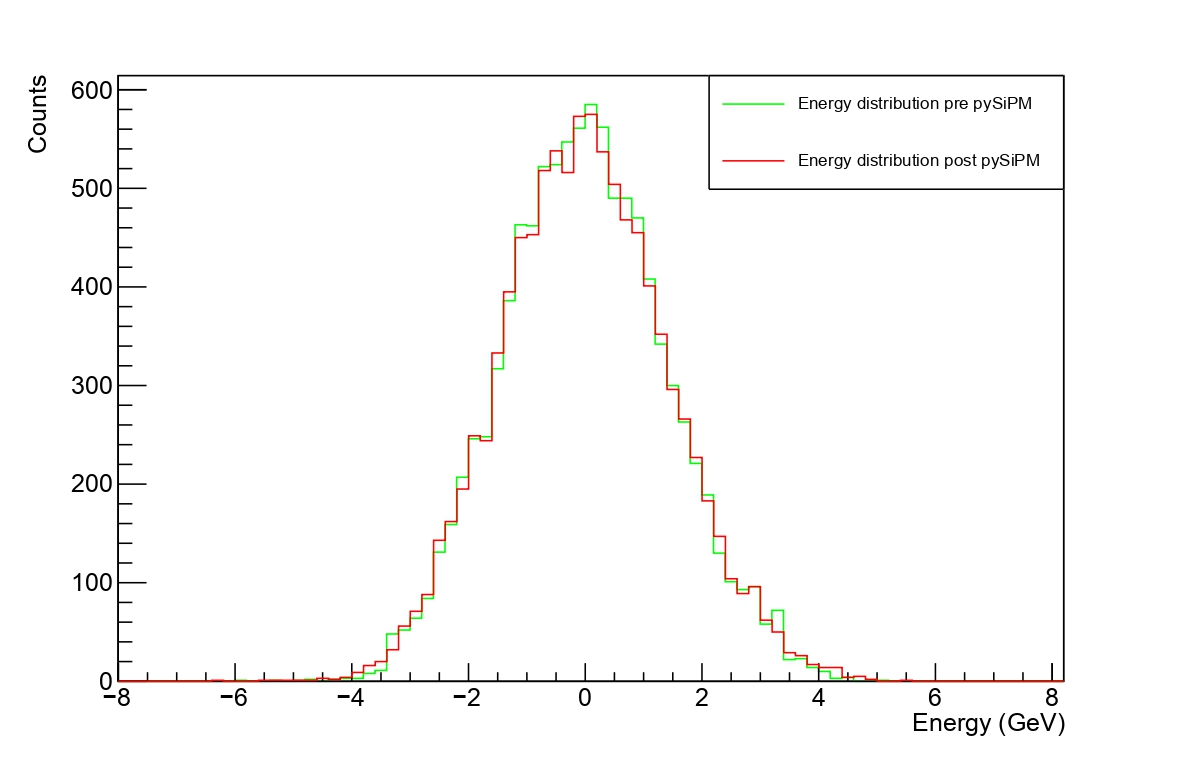 Counts
600
500
400
300
200
100
0
Energy distribution pre pySiPM
Energy distribution post pySiPM
−8 −6 −4 −2 0 2 4 6 8
Energy (GeV)